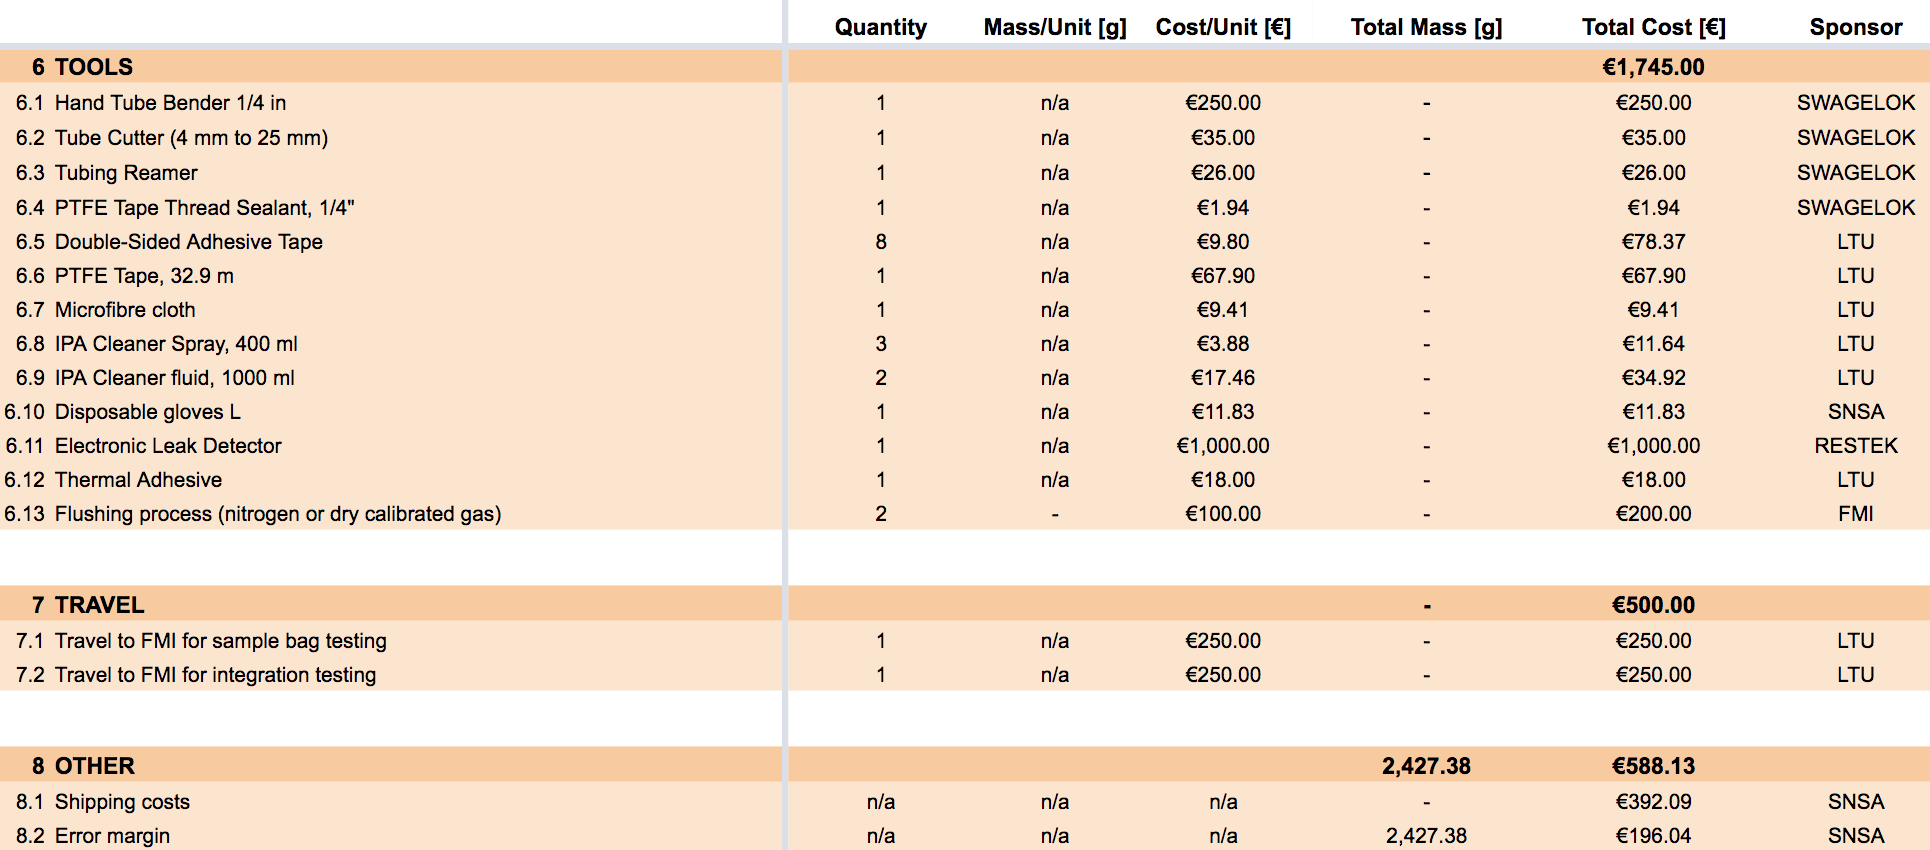 Quantity Mass/Unit [g] Cost/Unit [€] Total Mass [g] Total Cost [€] Sponsor
6 TOOLS €1,745.00
6.1 Hand Tube Bender 1/4 in 1 n/a €250.00 - €250.00 SWAGELOK
6.2 Tube Cutter (4 mm to 25 mm) 1 n/a €35.00 - €35.00 SWAGELOK
6.3 Tubing Reamer 1 n/a €26.00 - €26.00 SWAGELOK
6.4 PTFE Tape Thread Sealant, 1/4" 1 n/a €1.94 - €1.94 SWAGELOK
6.5 Double-Sided Adhesive Tape 8 n/a €9.80 - €78.37 LTU
6.6 PTFE Tape, 32.9 m 1 n/a €67.90 - €67.90 LTU
6.7 Microfibre cloth 1 n/a €9.41 - €9.41 LTU
6.8 IPA Cleaner Spray, 400 ml 3 n/a €3.88 - €11.64 LTU
6.9 IPA Cleaner fluid, 1000 ml 2 n/a €17.46 - €34.92 LTU
6.10 Disposable gloves L 1 n/a €11.83 - €11.83 SNSA
6.11 Electronic Leak Detector 1 n/a €1,000.00 - €1,000.00 RESTEK
6.12 Thermal Adhesive 1 n/a €18.00 - €18.00 LTU
6.13 Flushing process (nitrogen or dry calibrated gas) 2 - €100.00 - €200.00 FMI
7 TRAVEL - €500.00
7.1 Travel to FMI for sample bag testing 1 n/a €250.00 - €250.00 LTU
7.2 Travel to FMI for integration testing 1 n/a €250.00 - €250.00 LTU
8 OTHER 2,427.38 €588.13
8.1 Shipping costs n/a n/a n/a - €392.09 SNSA
8.2 Error margin n/a n/a n/a 2,427.38 €196.04 SNSA